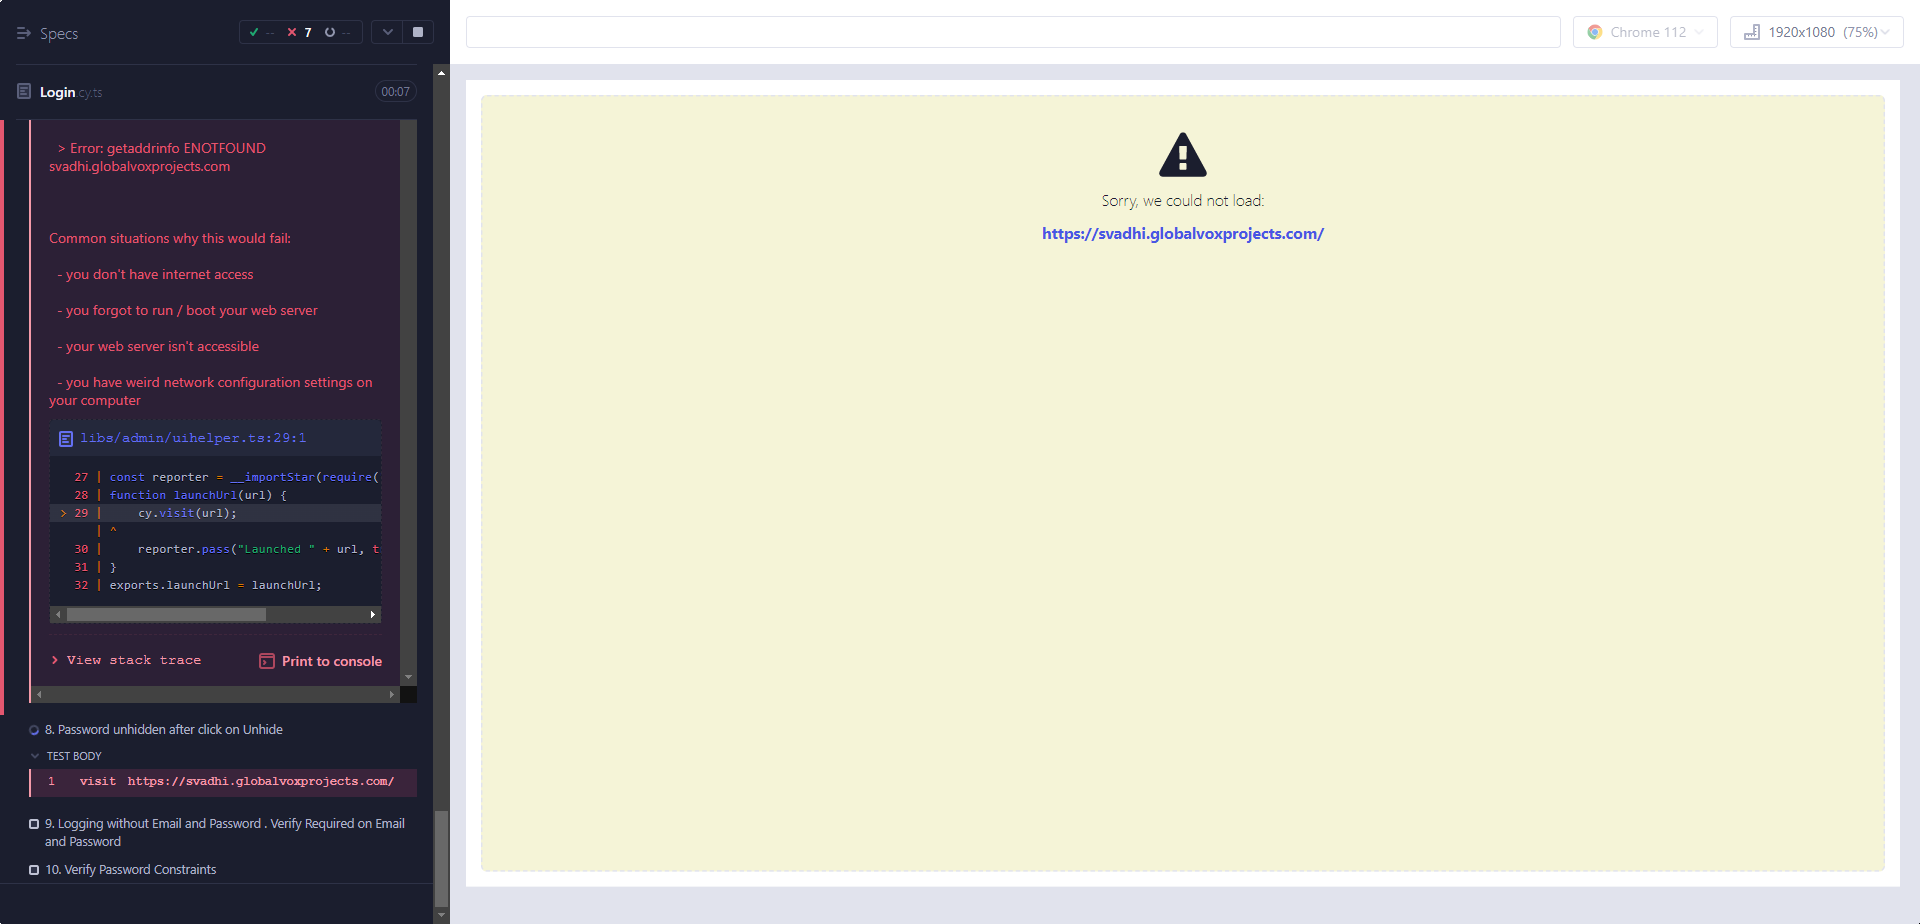 Specs
-- 7 --
Login.cy.ts
00:07
> Error: getaddrinfo ENOTFOUND
svadhi.globalvoxprojects.com
Common situations why this would fail:
- you don't have internet access
- you forgot to run / boot your web server
- your web server isn't accessible
- you have weird network configuration settings on
your computer
libs/admin/uihelper.ts:29:1
27 | const reporter = __importStar(require(
28 | function launchUrl(url) {
> 29 | cy.visit(url);
| ^
30 | reporter.pass("Launched " + url, t
31 | }
32 | exports.launchUrl = launchUrl;
> View stack trace
Print to console
8. Password unhidden after click on Unhide
TEST BODY
1 visit https://svadhi.globalvoxprojects.com/
9. Logging without Email and Password . Verify Required on Email
and Password
10. Verify Password Constraints
Chrome 112
1920x1080 (75%)
Sorry, we could not load:
https://svadhi.globalvoxprojects.com/